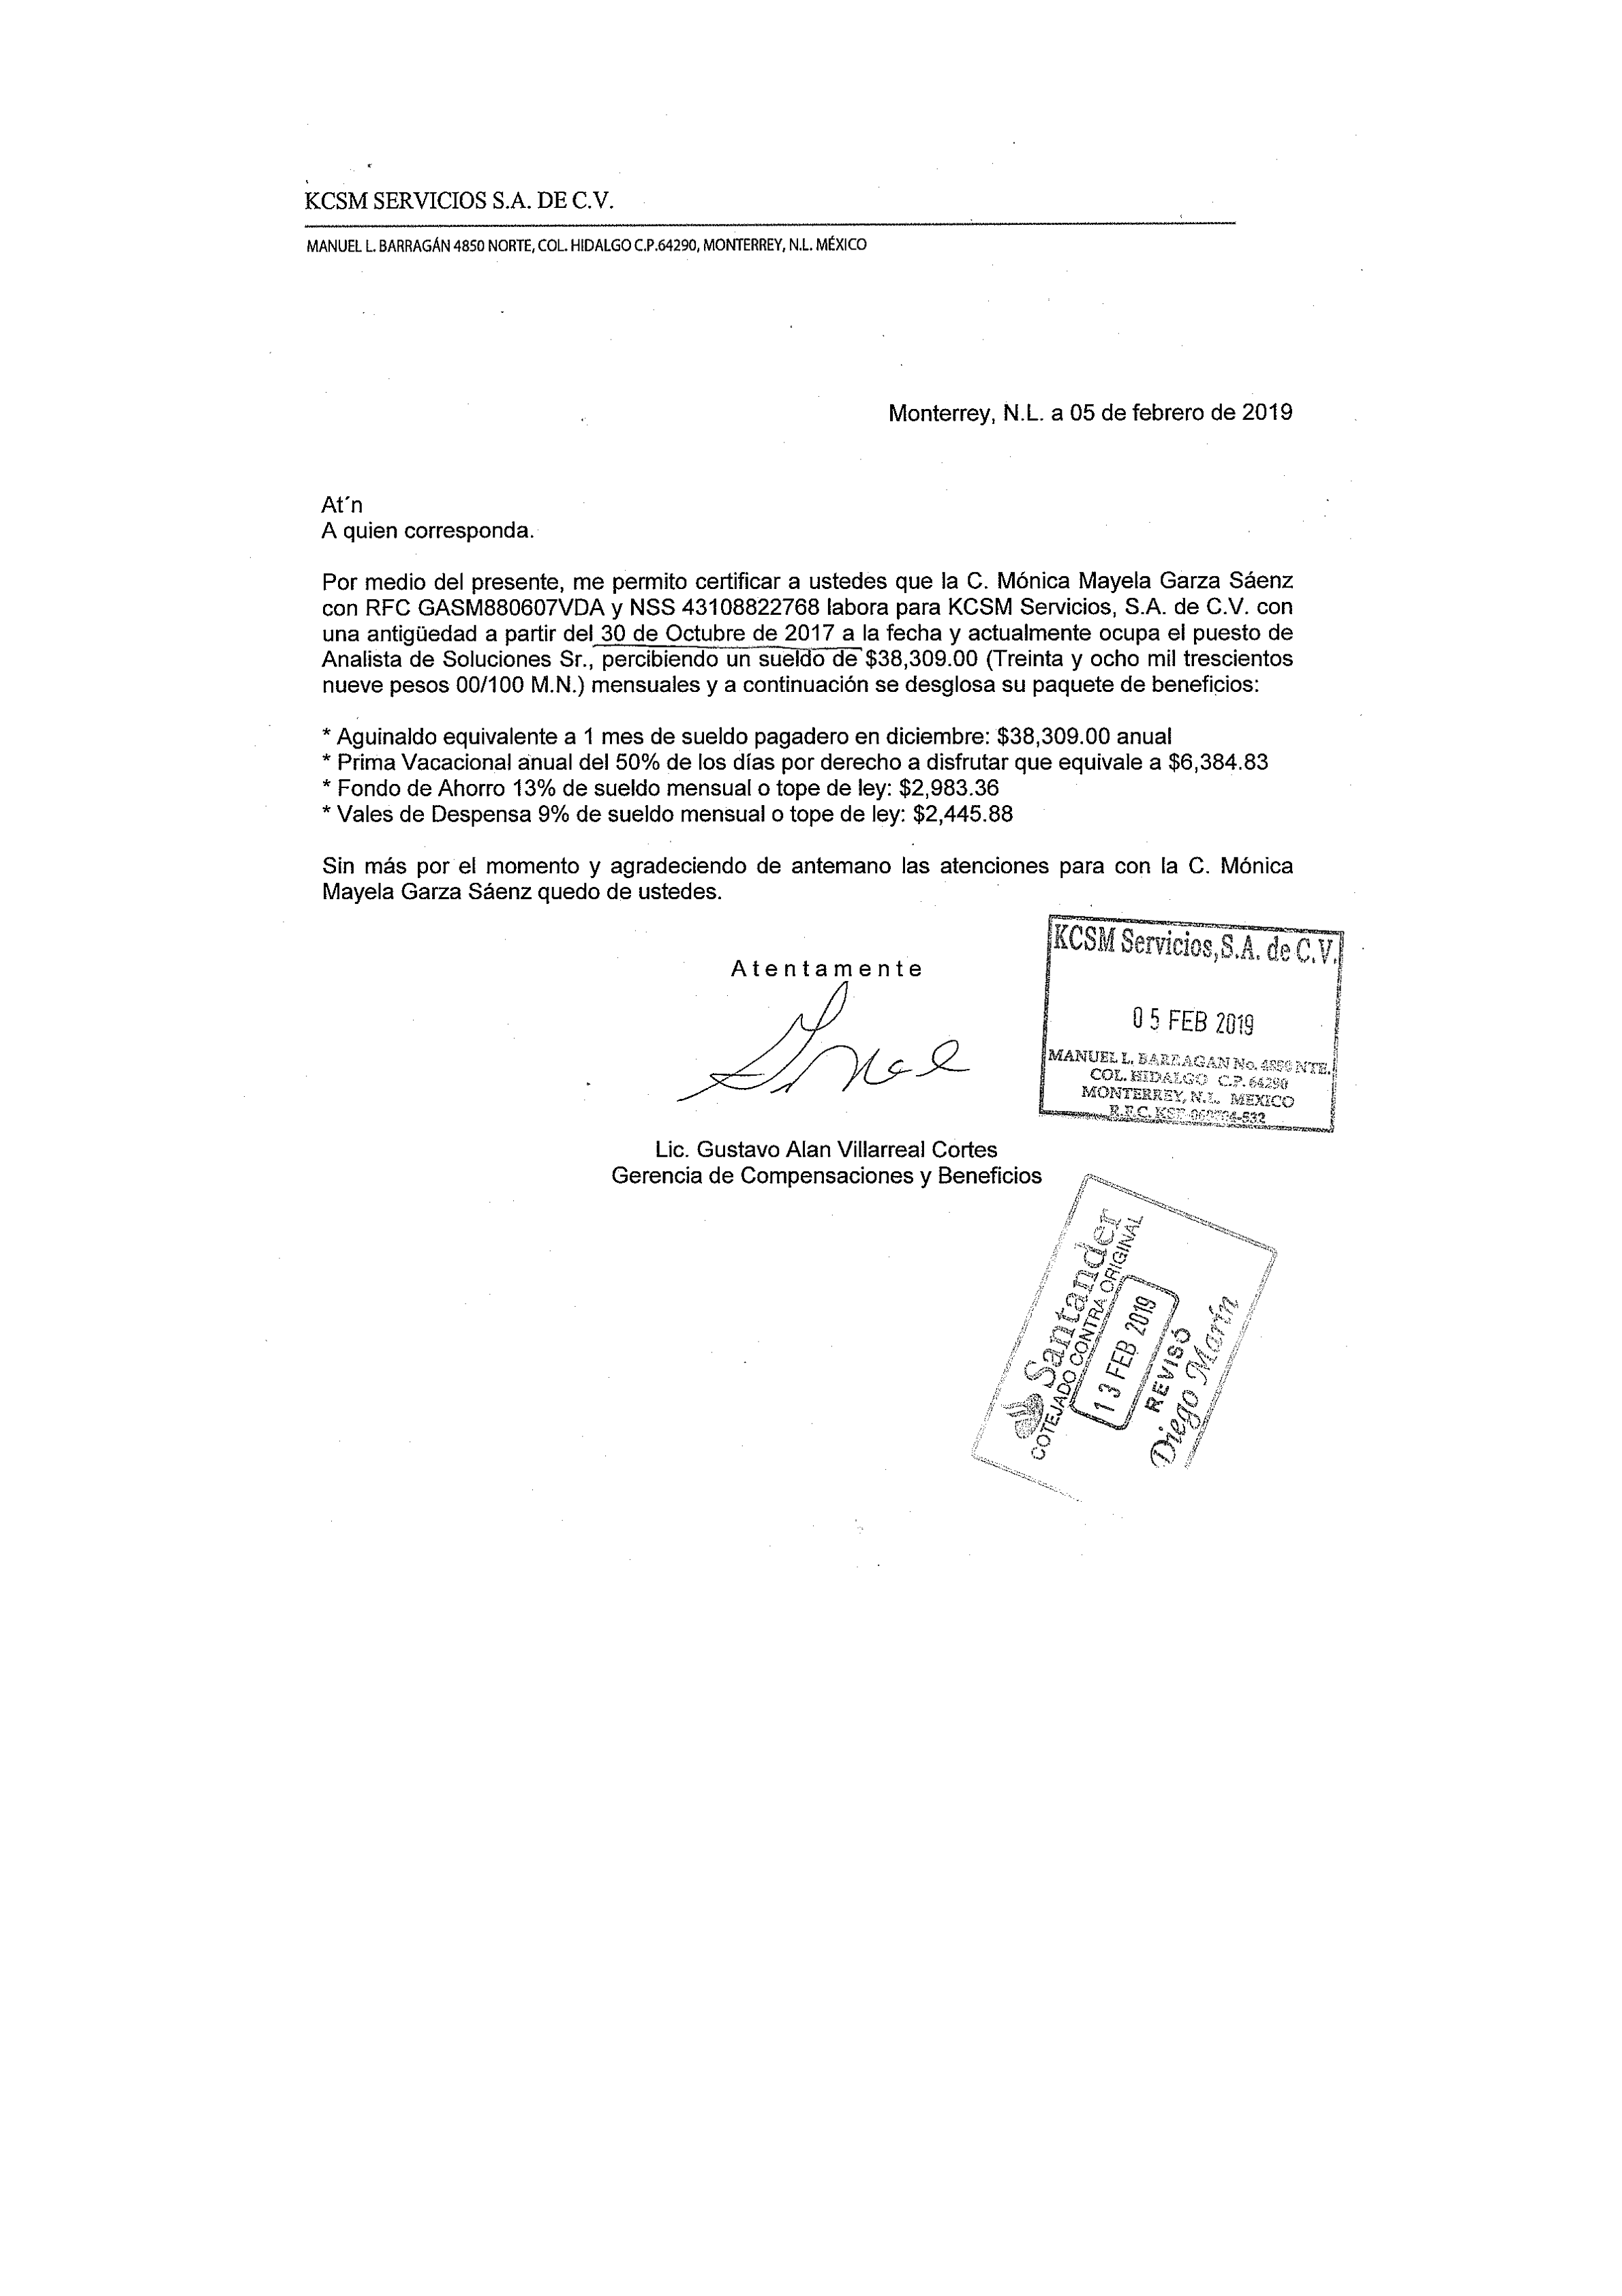 KCSM SERVICIOS S.A. DE C.V.
MANUEL L. BARRAGÁN 4850 NORTE, COL. HIDALGO C.P.64290, MONTERREY, N.L. MÉXICO
Monterrey, N.L. a 05 de febrero de 2019
At´n
A quien corresponda.
Por medio del presente, me permito certificar a ustedes que la C. Mónica Mayela Garza Sáenz
con RFC GASM880607VDA y NSS 43108822768 labora para KCSM Servicios, S.A. de C.V. con
una antigüedad a partir del 30 de Octubre de 2017 a la fecha y actualmente ocupa el puesto de
Analista de Soluciones Sr., percibiendo un sueldo de $38,309.00 (Treinta y ocho mil trescientos
nueve pesos 00/100 M.N.) mensuales y a continuación se desglosa su paquete de beneficios:
* Aguinaldo equivalente a 1 mes de sueldo pagadero en diciembre: $38,309.00 anual
* Prima Vacacional anual del 50% de los días por derecho a disfrutar que equivale a $6,384.83
* Fondo de Ahorro 13% de sueldo mensual o tope de ley: $2,983.36
* Vales de Despensa 9% de sueldo mensual o tope de ley: $2,445.88
Sin más por el momento y agradeciendo de antemano las atenciones para con la C. Mónica
Mayela Garza Sáenz quedo de ustedes.
Atentamente
KCSM Servicios, S.A. de C.V.
05 FEB 2019
MANUEL L. BARRAGAN No. 4850 NTE.
COL. HIDALGO C.P. 64290
MONTERREY, N.L. MEXICO
R.F.C.
Lic. Gustavo Alan Villarreal Cortes
Gerencia de Compensaciones y Beneficios
Santander
COTEJADO CONTRA ORIGINAL
13 FEB 2019
REVISÓ
Diego Marín